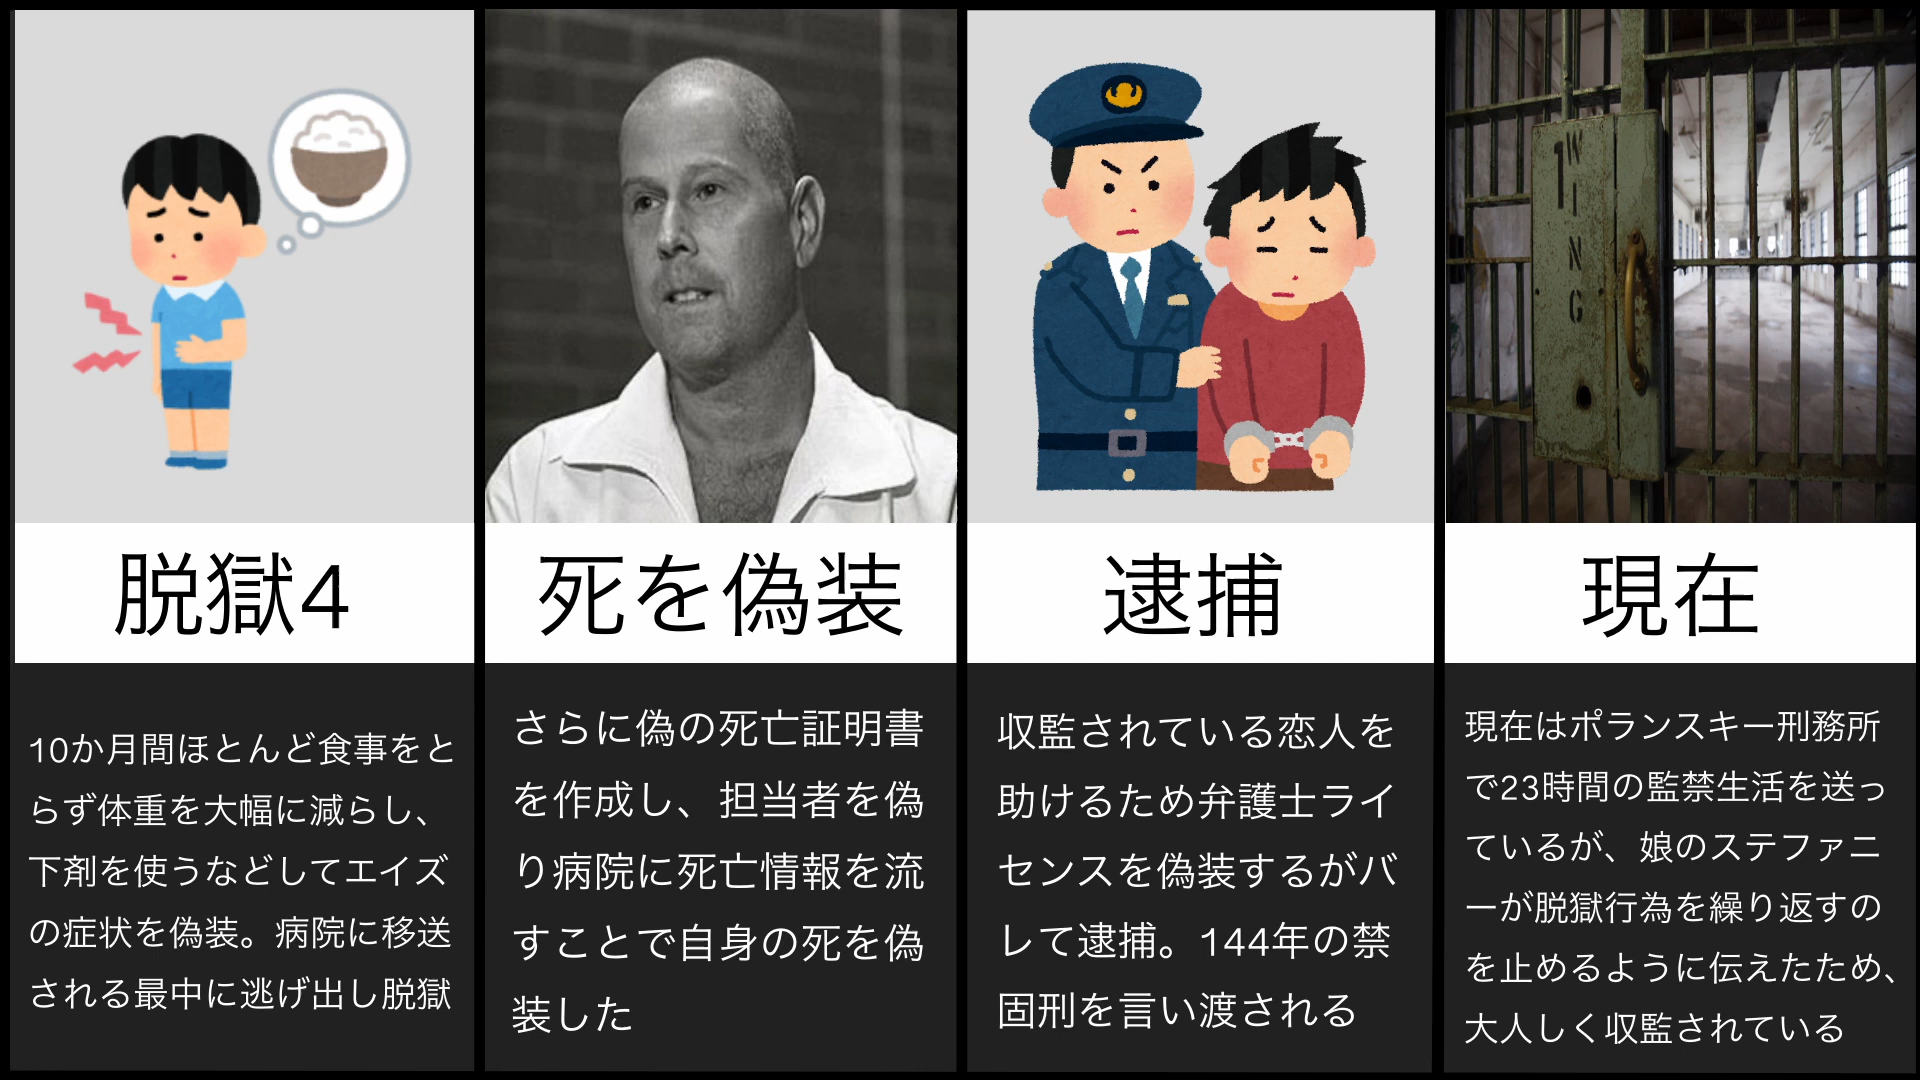 脱獄4
10か月間ほとんど食事をと
らず体重を大幅に減らし、
下剤を使うなどしてエイズ
の症状を偽装。病院に移送
される最中に逃げ出し脱獄
死を偽装
さらに偽の死亡証明書
を作成し、担当者を偽
り病院に死亡情報を流
すことで自身の死を偽
装した
逮捕
収監されている恋人を
助けるため弁護士ライ
センスを偽装するがバ
レて逮捕。144年の禁
固刑を言い渡される
1
WING
現在
現在はポランスキー刑務所
で23時間の監禁生活を送っ
ているが、娘のステファニ
ーが脱獄行為を繰り返すの
を止めるように伝えたため、
大人しく収監されている